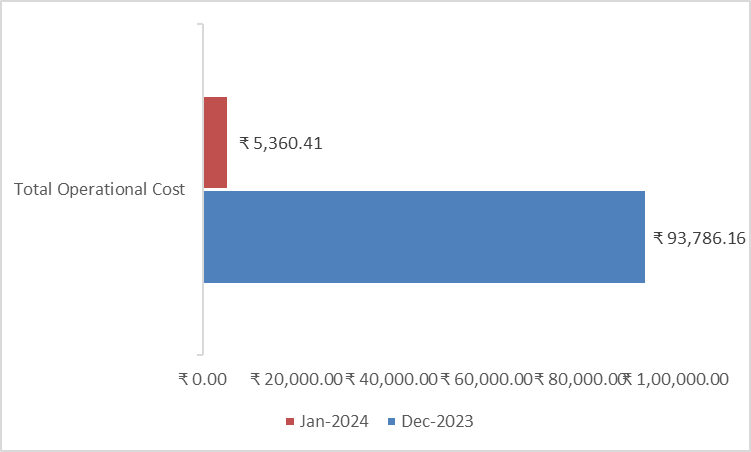 ₹ 5,360.41
Total Operational Cost
₹ 93,786.16
₹ 0.00 ₹ 20,000.00 ₹ 40,000.00 ₹ 60,000.00 ₹ 80,000.00 ₹ 1,00,000.00
Jan-2024 Dec-2023